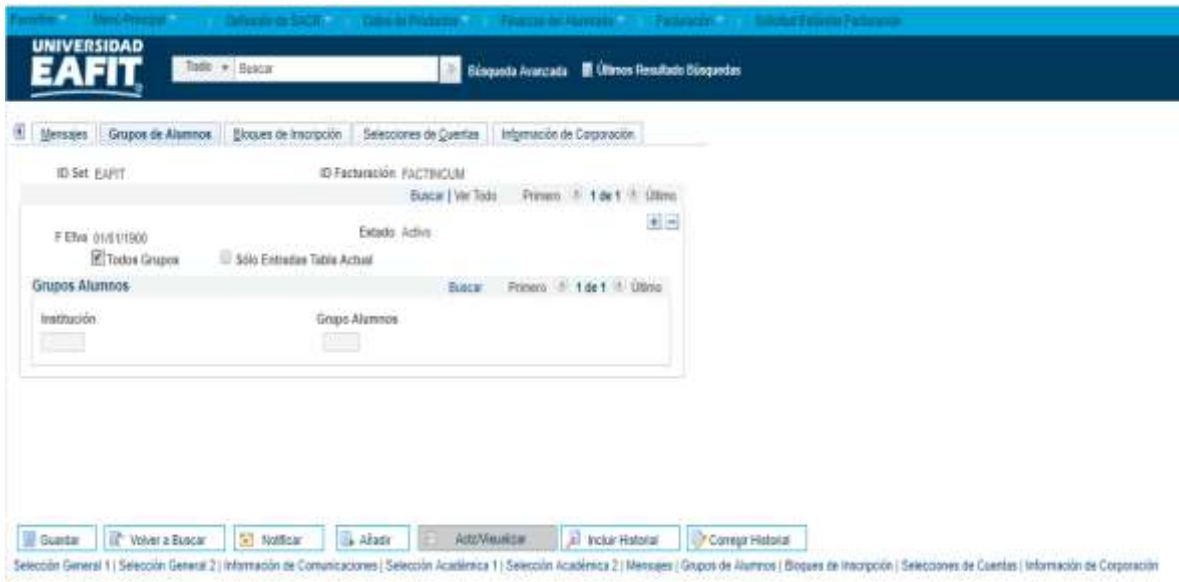 Favoritos Menú Principal Definición de SACR Cobro de Productos Finanzas del Alumnado Facturación Solicitud Estándar Facturación
UNIVERSIDAD
EAFIT
Todo Buscar Búsqueda Avanzada Últimos Resultado Búsquedas
Mensajes Grupos de Alumnos Bloques de Inscripción Selecciones de Cuentas Información de Corporación
ID Set EAFIT ID Facturación FACTINCUM
Buscar | Ver Todo Primero 1 de 1 Último
F Efva 01/01/1900 Estado Activo
Todos Grupos Sólo Entradas Tabla Actual
Grupos Alumnos Buscar Primero 1 de 1 Último
Institución Grupo Alumnos
Guardar Volver a Buscar Notificar Añadir Actz/Visualizar Incluir Historial Corregir Historial
Selección General 1 | Selección General 2 | Información de Comunicaciones | Selección Académica 1 | Selección Académica 2 | Mensajes | Grupos de Alumnos | Bloques de Inscripción | Selecciones de Cuentas | Información de Corporación